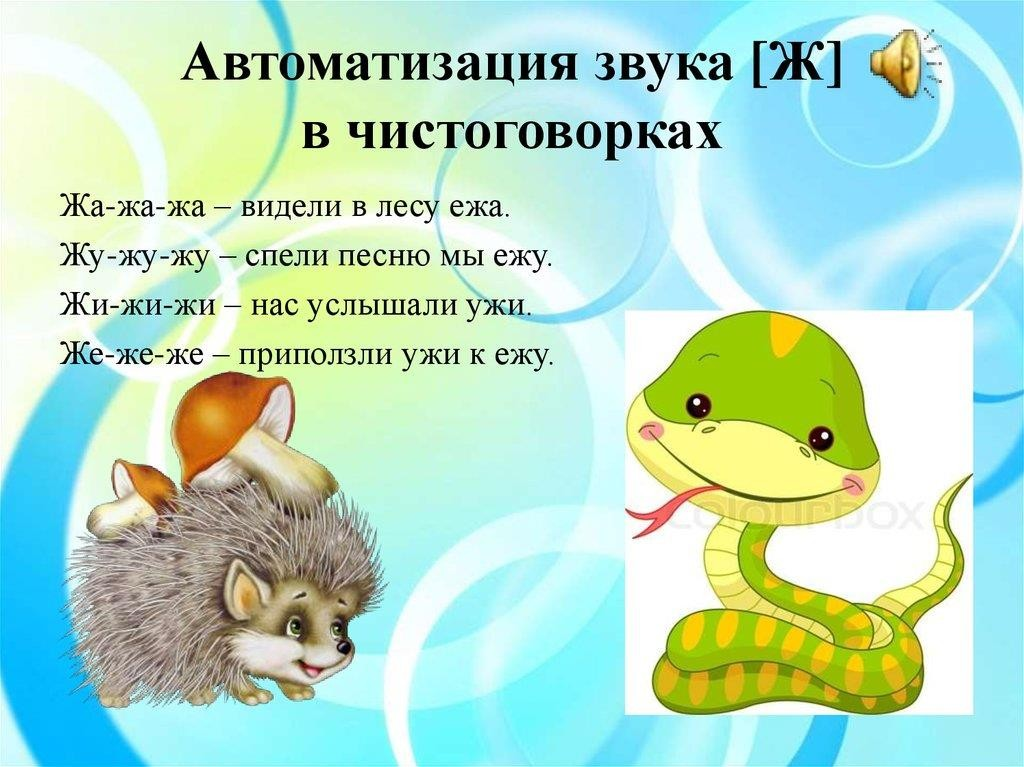 Автоматизация звука [Ж]
в чистоговорках
Жа-жа-жа – видели в лесу ежа.
Жу-жу-жу – спели песню мы ежу.
Жи-жи-жи – нас услышали ужи.
Же-же-же – приползли ужи к ежу.
colourbox